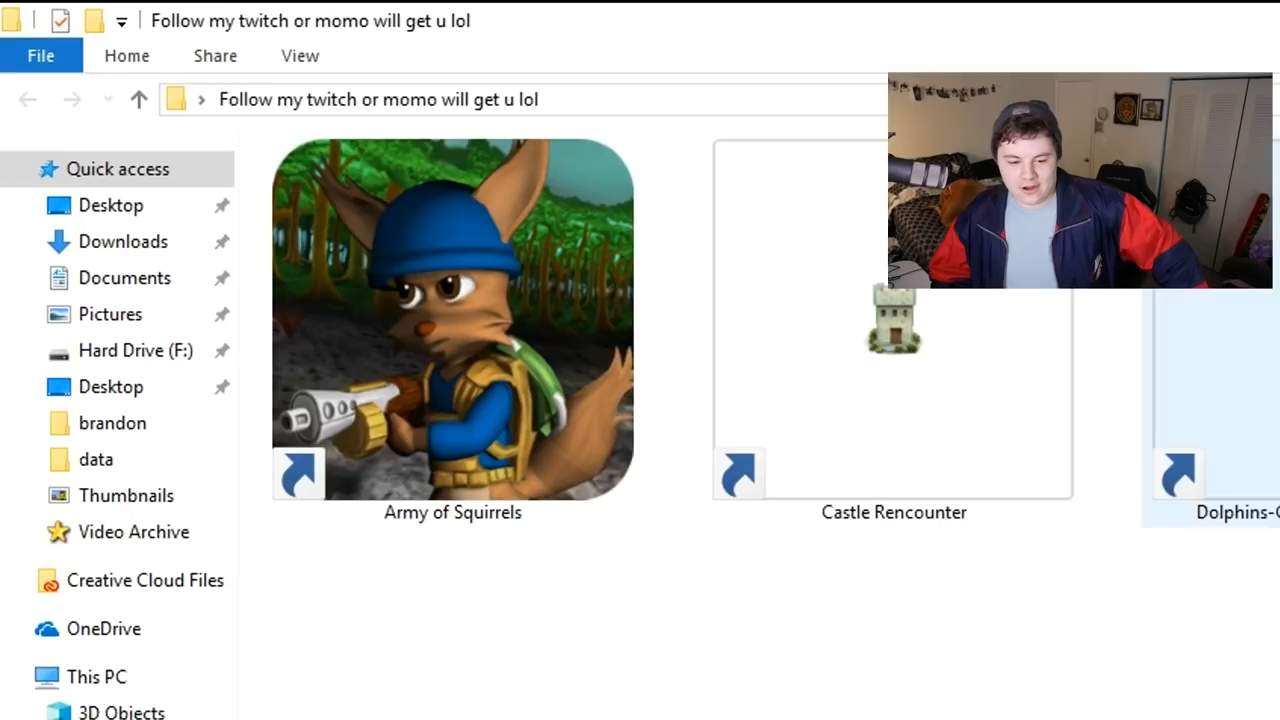 Follow my twitch or momo will get u lol
File
Home
Share
View
Follow my twitch or momo will get u lol
Quick access
Desktop
Downloads
Documents
Pictures
Hard Drive (F:)
Desktop
brandon
data
Thumbnails
Video Archive
Creative Cloud Files
OneDrive
This PC
3D Objects
Army of Squirrels
Castle Rencounter